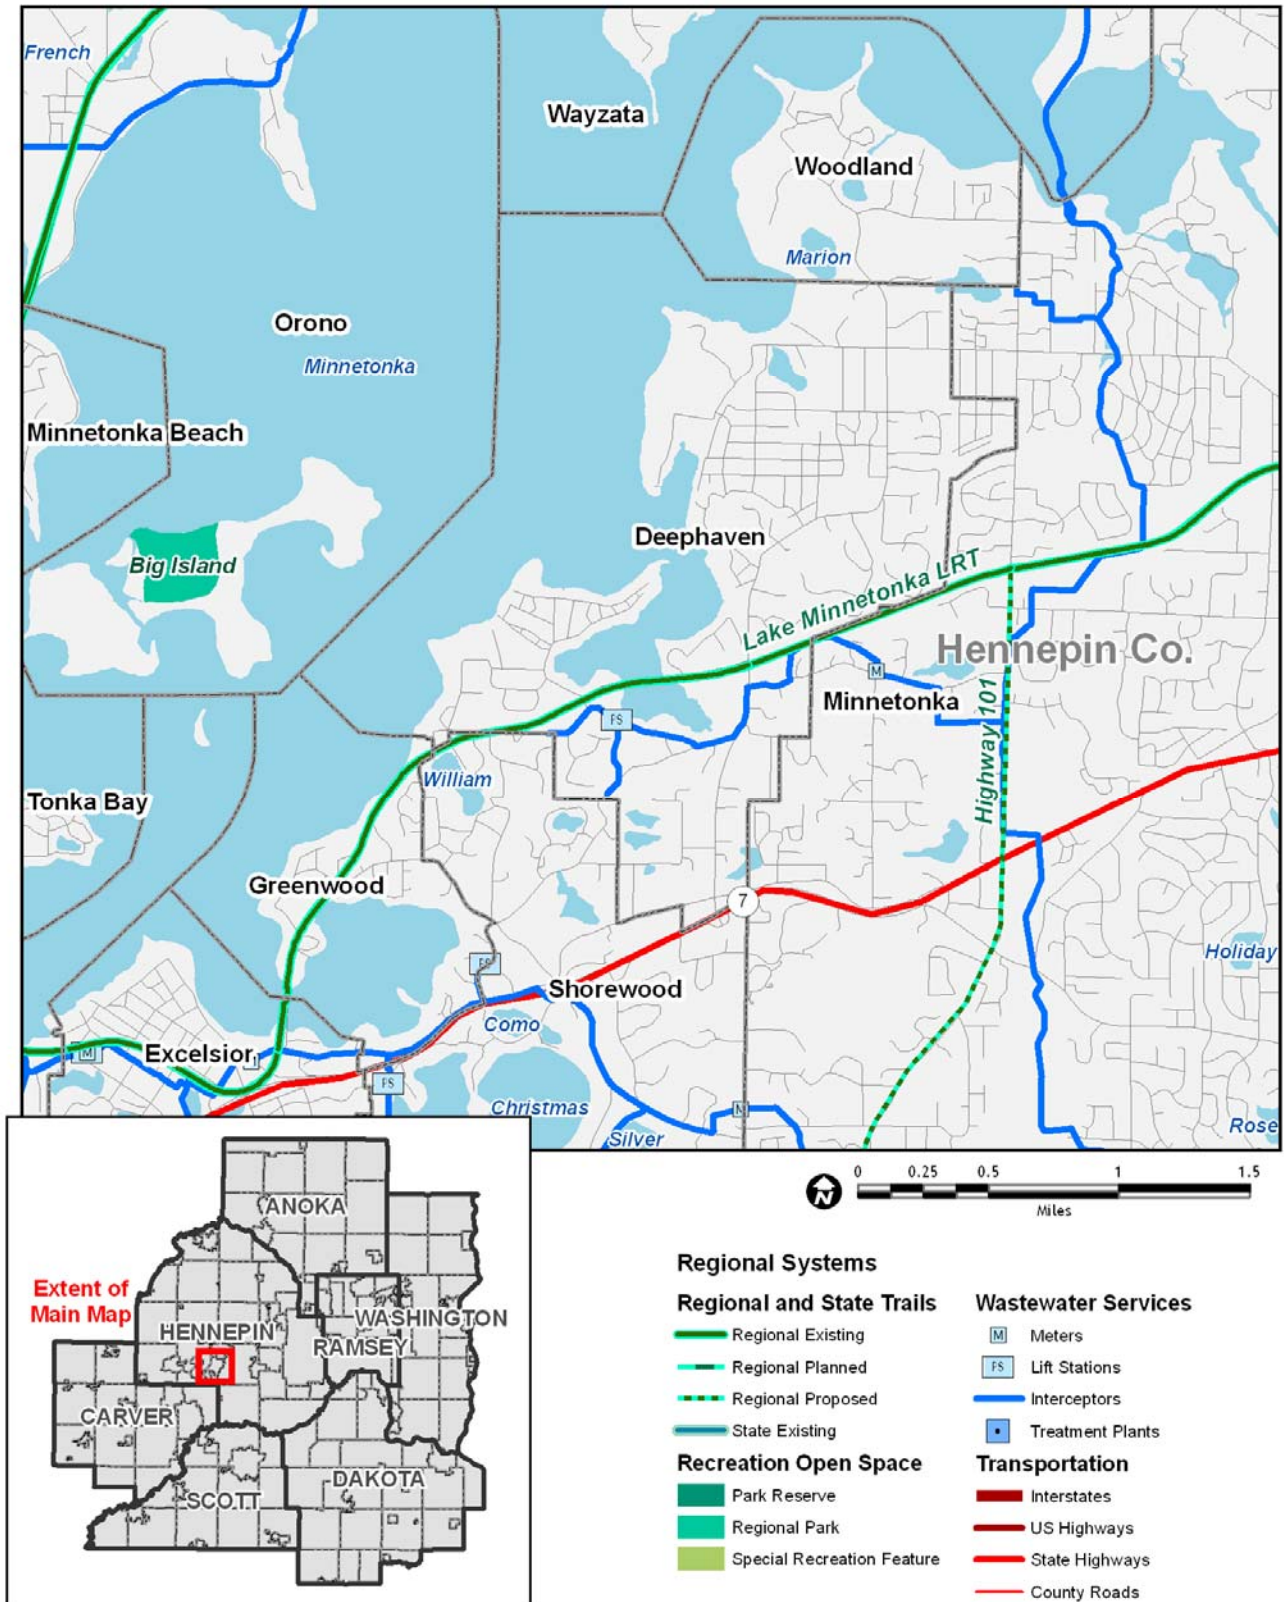 French
Wayzata
Woodland
Marion
Orono
Minnetonka
Minnetonka Beach
Big Island
Deephaven
Lake Minnetonka LRT
Hennepin Co.
M
Minnetonka
PS
Highway 101
William
Tonka Bay
Greenwood
7
Holiday
PS
Shorewood
Como
M
Excelsior
PS
Christmas
M
Silver
Rose
Extent of
Main Map
ANOKA
WASHINGTON
HENNEPIN
RAMSEY
CARVER
DAKOTA
SCOTT
N
0 0.25 0.5 1 1.5
Miles
Regional Systems
Regional and State Trails
Regional Existing
Regional Planned
Regional Proposed
State Existing
Recreation Open Space
Park Reserve
Regional Park
Special Recreation Feature
Wastewater Services
M Meters
PS Lift Stations
Interceptors
Treatment Plants
Transportation
Interstates
US Highways
State Highways
County Roads